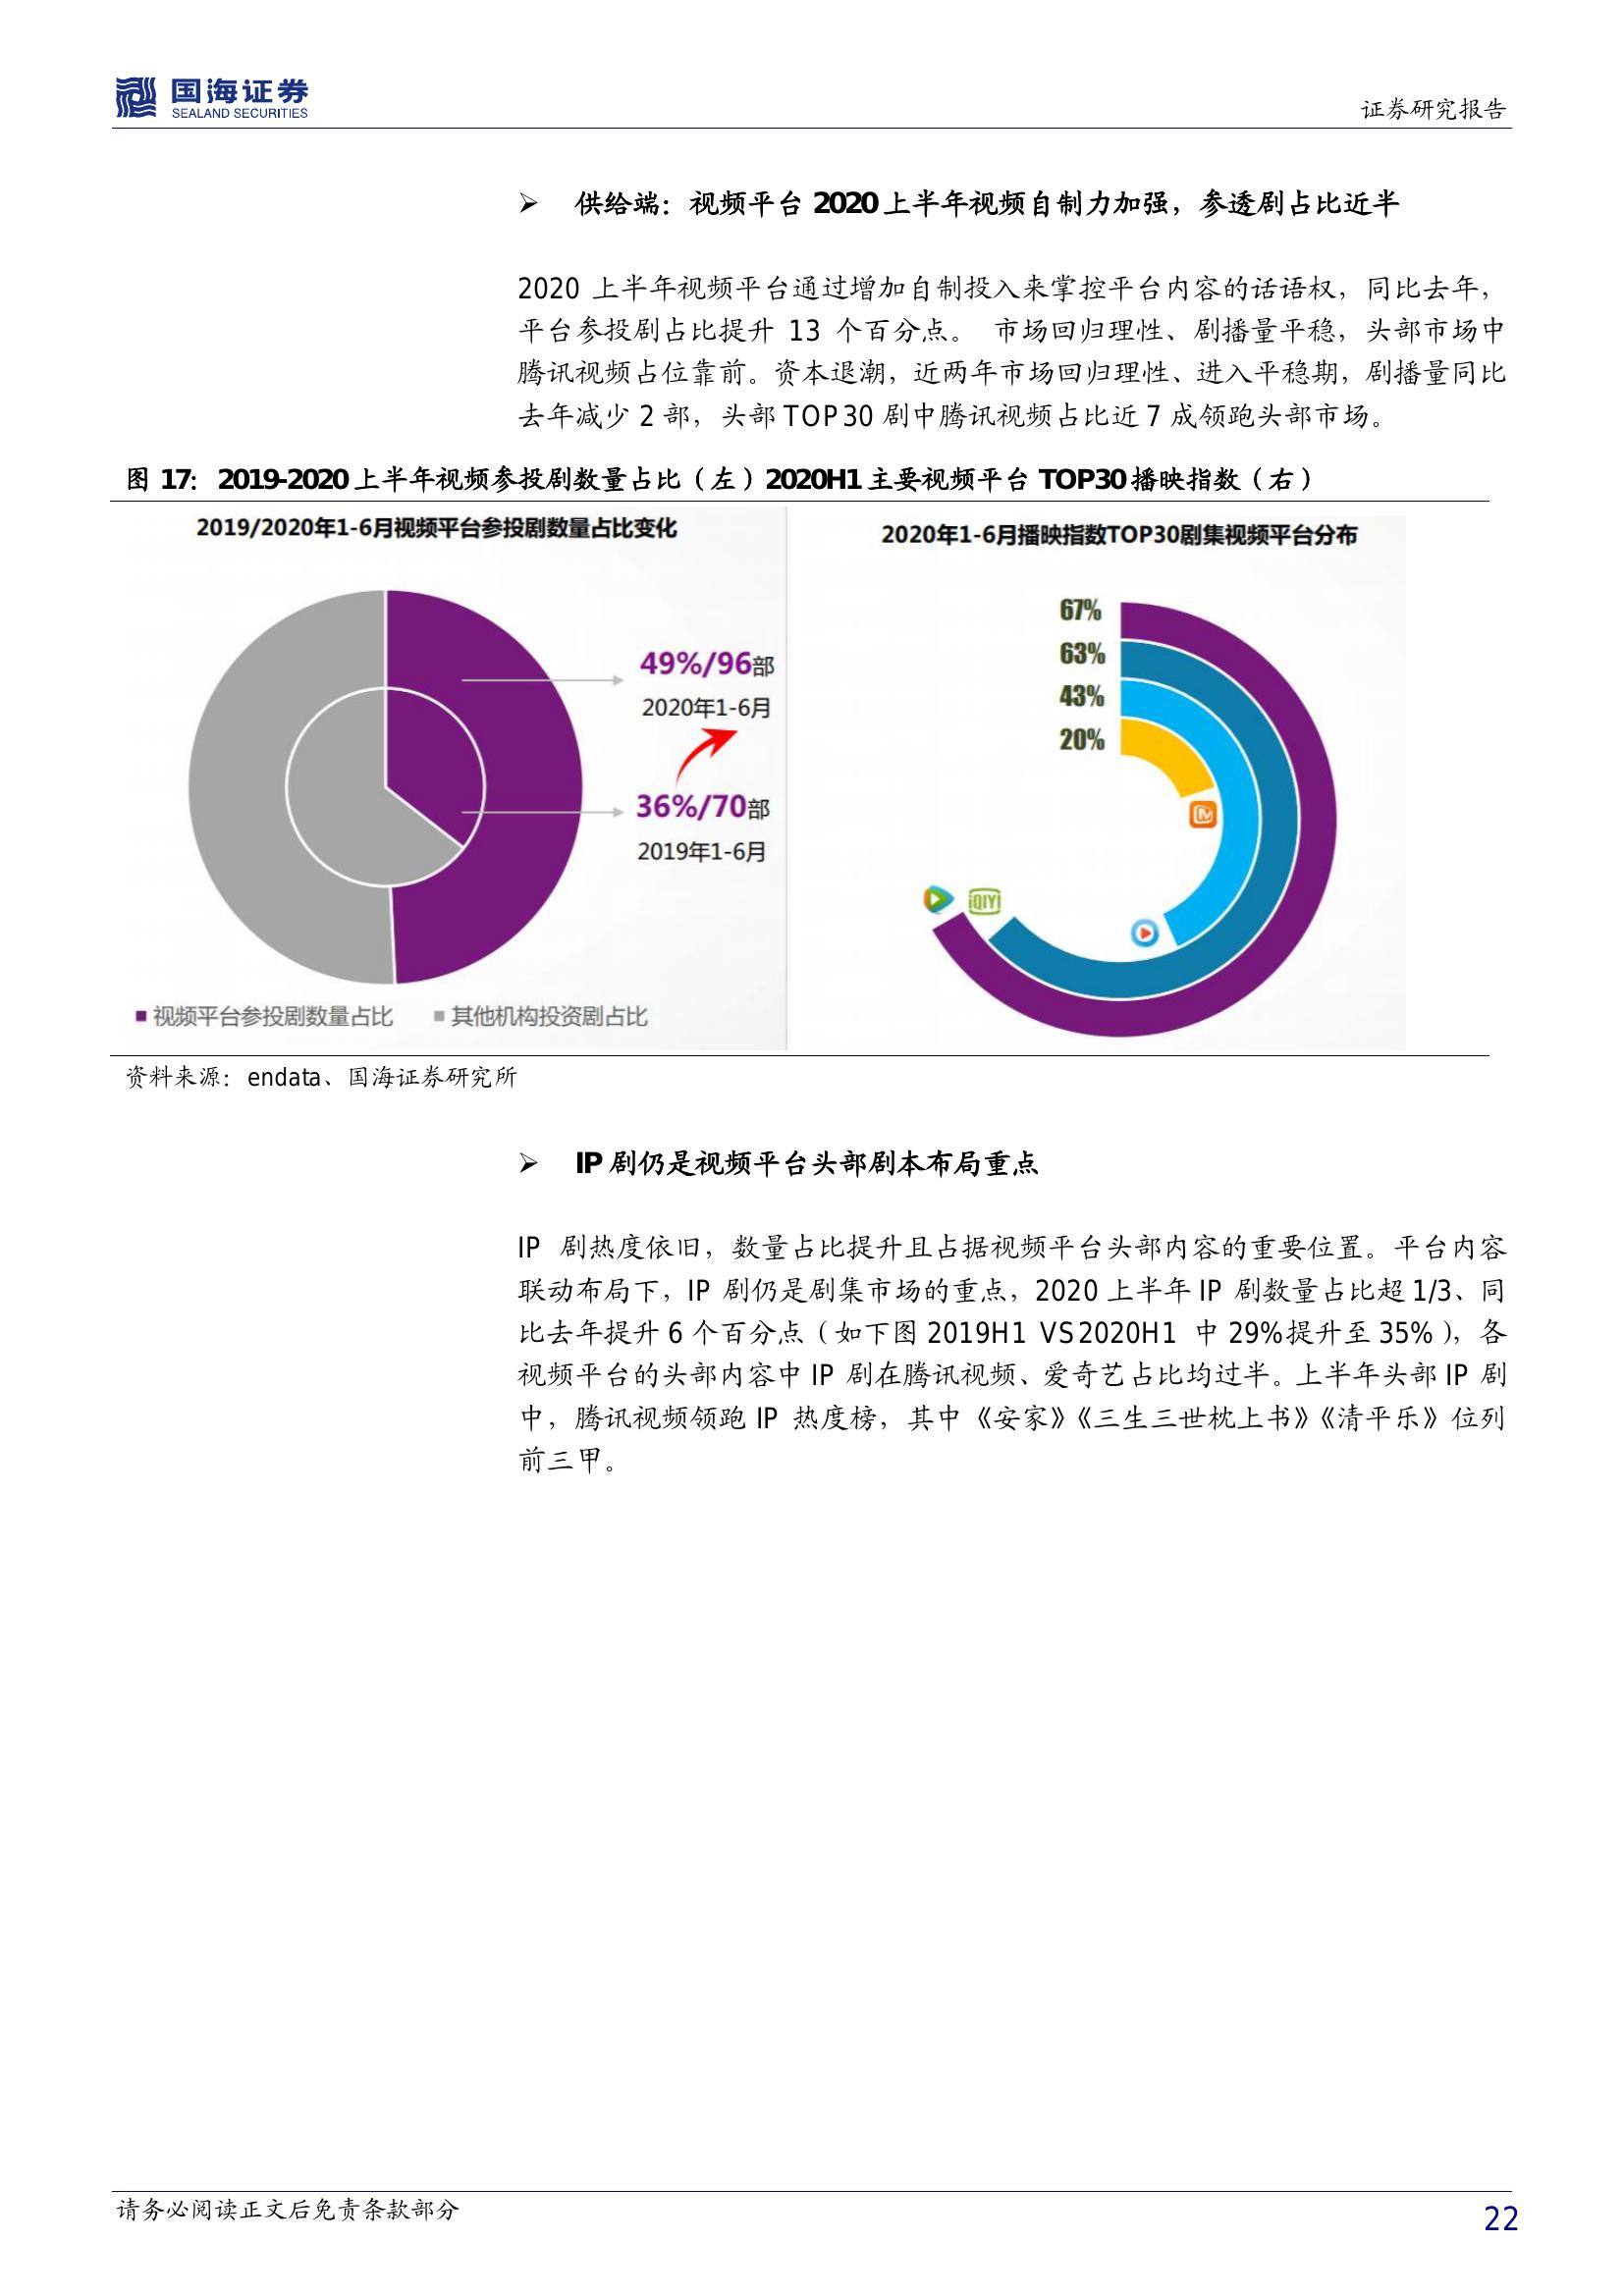 国海证券
SEALAND SECURITIES
证券研究报告
➢ 供给端：视频平台 2020 上半年视频自制力加强，参透剧占比近半
2020 上半年视频平台通过增加自制投入来掌控平台内容的话语权，同比去年，
平台参投剧占比提升 13 个百分点。 市场回归理性、剧播量平稳，头部市场中
腾讯视频占位靠前。资本退潮，近两年市场回归理性、进入平稳期，剧播量同比
去年减少 2 部，头部 TOP30 剧中腾讯视频占比近 7 成领跑头部市场。
图 17：2019-2020 上半年视频参投剧数量占比（左）2020H1 主要视频平台 TOP30 播映指数（右）
2019/2020年1-6月视频平台参投剧数量占比变化
49%/96部
2020年1-6月
36%/70部
2019年1-6月
视频平台参投剧数量占比
其他机构投资剧占比
2020年1-6月播映指数TOP30剧集视频平台分布
67%
63%
43%
20%
iQIYI
资料来源：endata、国海证券研究所
➢ IP 剧仍是视频平台头部剧本布局重点
IP 剧热度依旧，数量占比提升且占据视频平台头部内容的重要位置。平台内容
联动布局下，IP 剧仍是剧集市场的重点，2020 上半年 IP 剧数量占比超 1/3、同
比去年提升 6 个百分点（如下图 2019H1 VS2020H1 中 29%提升至 35%），各
视频平台的头部内容中 IP 剧在腾讯视频、爱奇艺占比均过半。上半年头部 IP 剧
中，腾讯视频领跑 IP 热度榜，其中《安家》《三生三世枕上书》《清平乐》位列
前三甲。
请务必阅读正文后免责条款部分
22